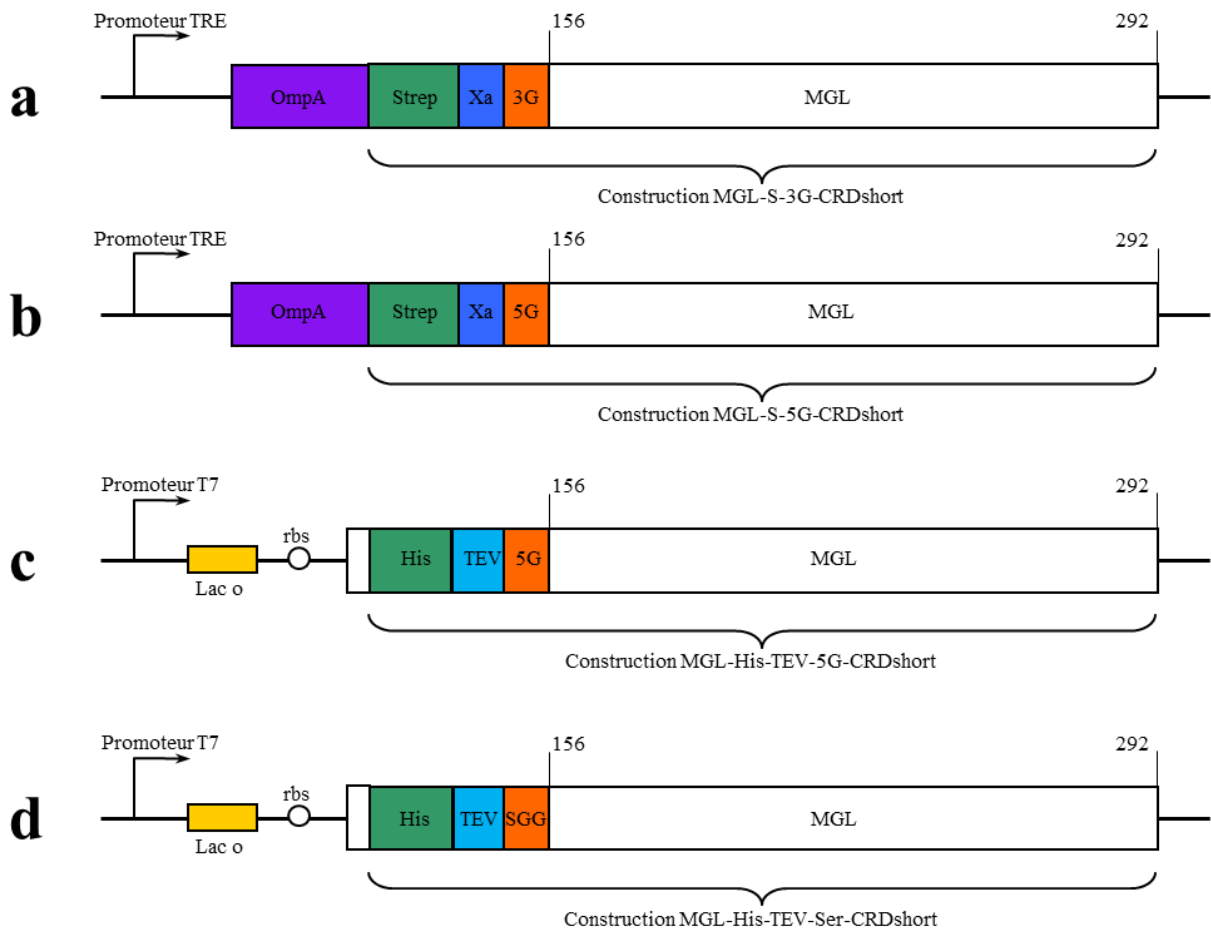 Promoteur TRE
156
292
a
OmpA
Strep
Xa
3G
MGL
Construction MGL-S-3G-CRDshort
Promoteur TRE
156
292
b
OmpA
Strep
Xa
5G
MGL
Construction MGL-S-5G-CRDshort
Promoteur T7
156
292
rbs
c
His
TEV
5G
MGL
Lac o
Construction MGL-His-TEV-5G-CRDshort
Promoteur T7
156
292
rbs
d
His
TEV
SGG
MGL
Lac o
Construction MGL-His-TEV-Ser-CRDshort